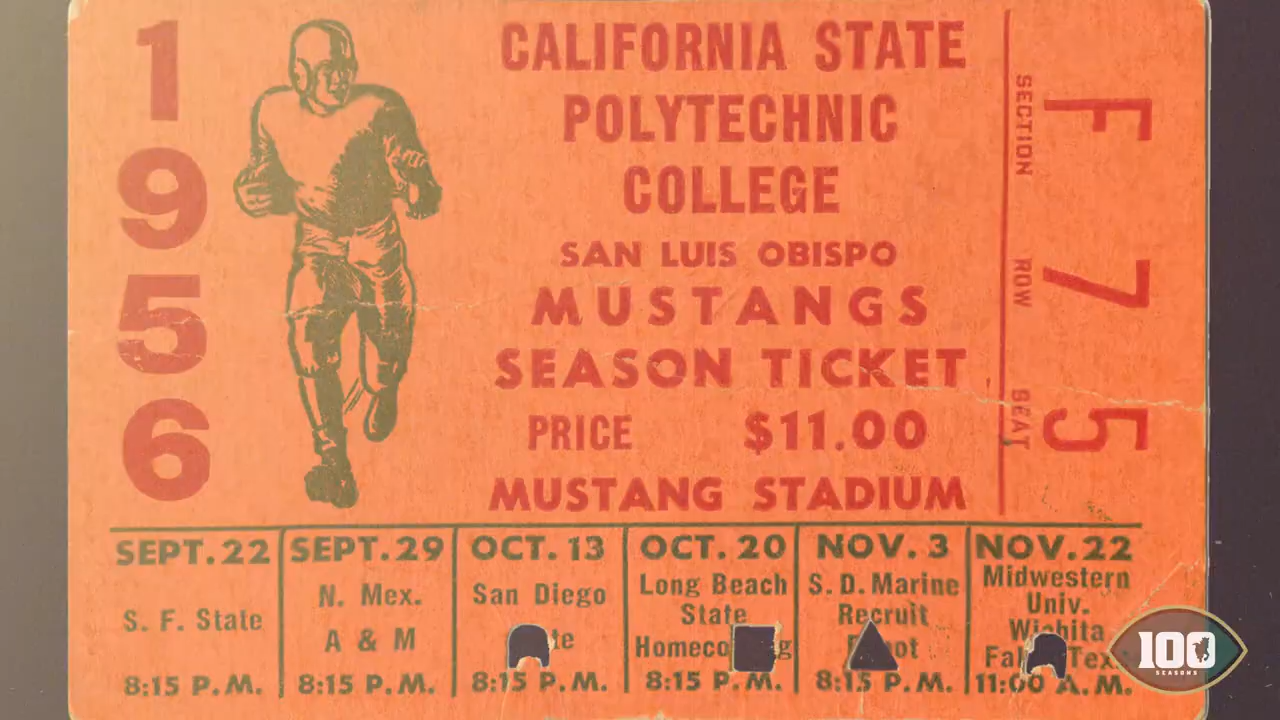 1956
CALIFORNIA STATE
POLYTECHNIC
COLLEGE
SAN LUIS OBISPO
MUSTANGS
SEASON TICKET
PRICE $11.00
MUSTANG STADIUM
SECTION F
ROW 7
SEAT 5
SEPT. 22
S. F. State
8:15 P.M.
SEPT. 29
N. Mex.
A & M
8:15 P.M.
OCT. 13
San Diego
8:15 P.M.
OCT. 20
Long Beach
State
8:15 P.M.
NOV. 3
S. D. Marine
Recruit
8:15 P.M.
NOV. 22
Midwestern
Univ.
Wichita
11:00 A.M.
100
SEASONS